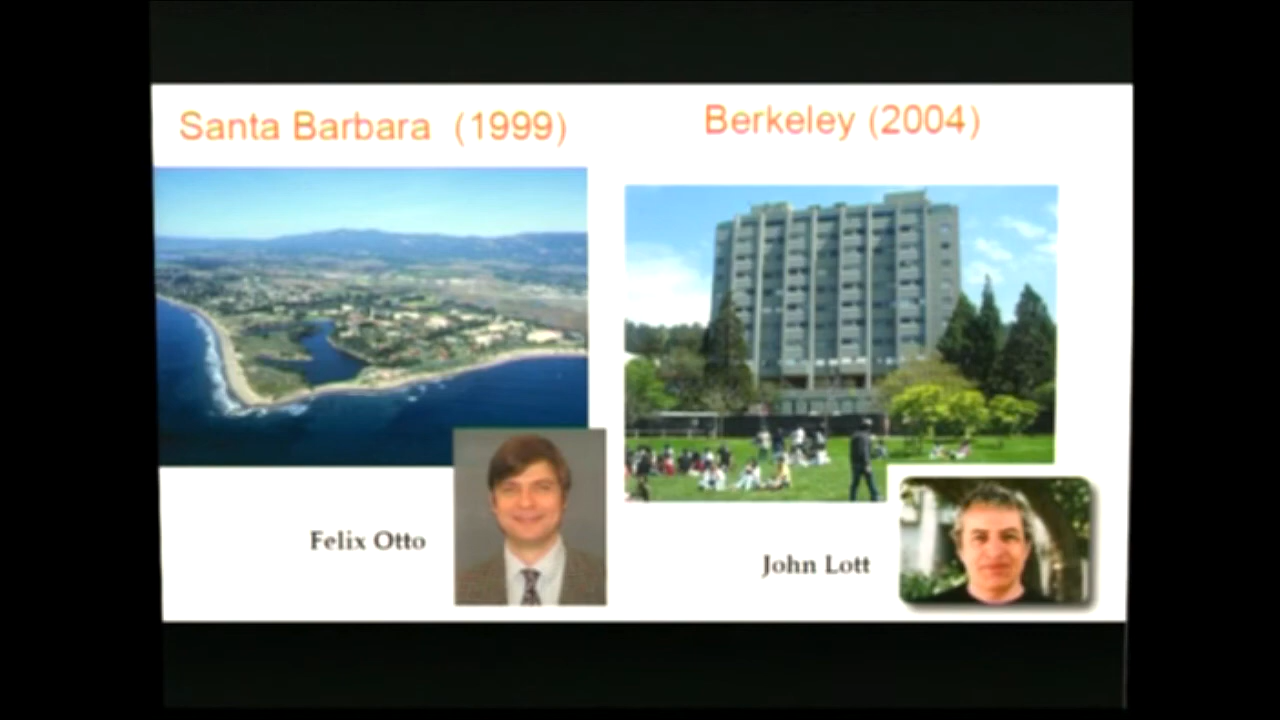 Santa Barbara (1999)
Berkeley (2004)
Felix Otto
John Lott